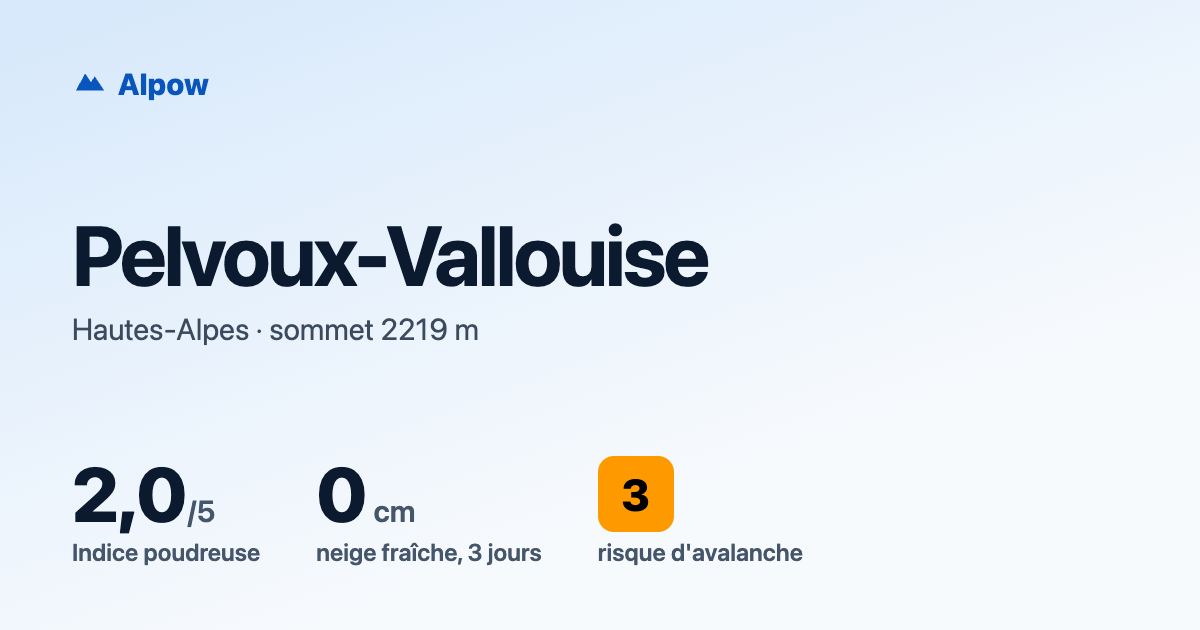 Alpow
Pelvoux-Vallouise
Hautes-Alpes · sommet 2219 m
2,0/5
Indice poudreuse
0 cm
neige fraîche, 3 jours
3
risque d'avalanche